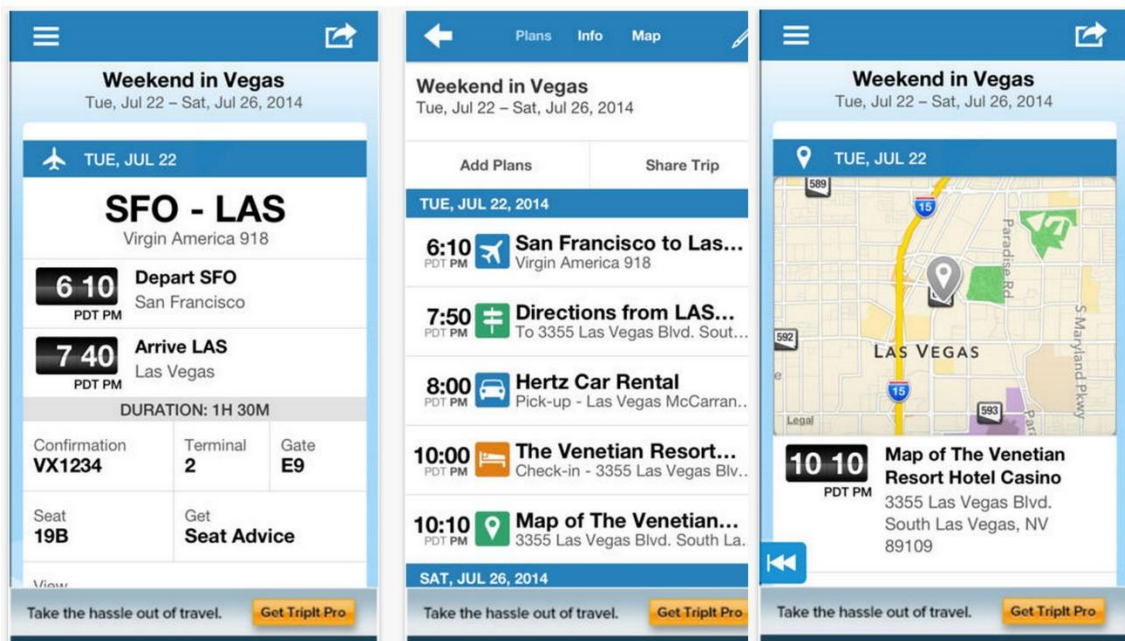 Weekend in Vegas
Tue, Jul 22 – Sat, Jul 26, 2014
TUE, JUL 22
SFO - LAS
Virgin America 918
6 10
PDT PM
Depart SFO
San Francisco
7 40
PDT PM
Arrive LAS
Las Vegas
DURATION: 1H 30M
Confirmation
VX1234
Terminal
2
Gate
E9
Seat
19B
Get
Seat Advice
View
Take the hassle out of travel.
Get TripIt Pro
Plans Info Map
Weekend in Vegas
Tue, Jul 22 – Sat, Jul 26, 2014
Add Plans Share Trip
TUE, JUL 22, 2014
6:10 San Francisco to Las...
PDT PM Virgin America 918
7:50 Directions from LAS...
PDT PM To 3355 Las Vegas Blvd. Sout...
8:00 Hertz Car Rental
PDT PM Pick-up - Las Vegas McCarran...
10:00 The Venetian Resort...
PDT PM Check-in - 3355 Las Vegas Blv...
10:10 Map of The Venetian...
PDT PM 3355 Las Vegas Blvd. South La...
SAT, JUL 26, 2014
Take the hassle out of travel.
Get TripIt Pro
Weekend in Vegas
Tue, Jul 22 – Sat, Jul 26, 2014
TUE, JUL 22
589
15
Paradise Rd
S Maryland Pkwy
592
LAS VEGAS
15
593
Legal
10 10
PDT PM
Map of The Venetian
Resort Hotel Casino
3355 Las Vegas Blvd.
South Las Vegas, NV
89109
Take the hassle out of travel.
Get TripIt Pro